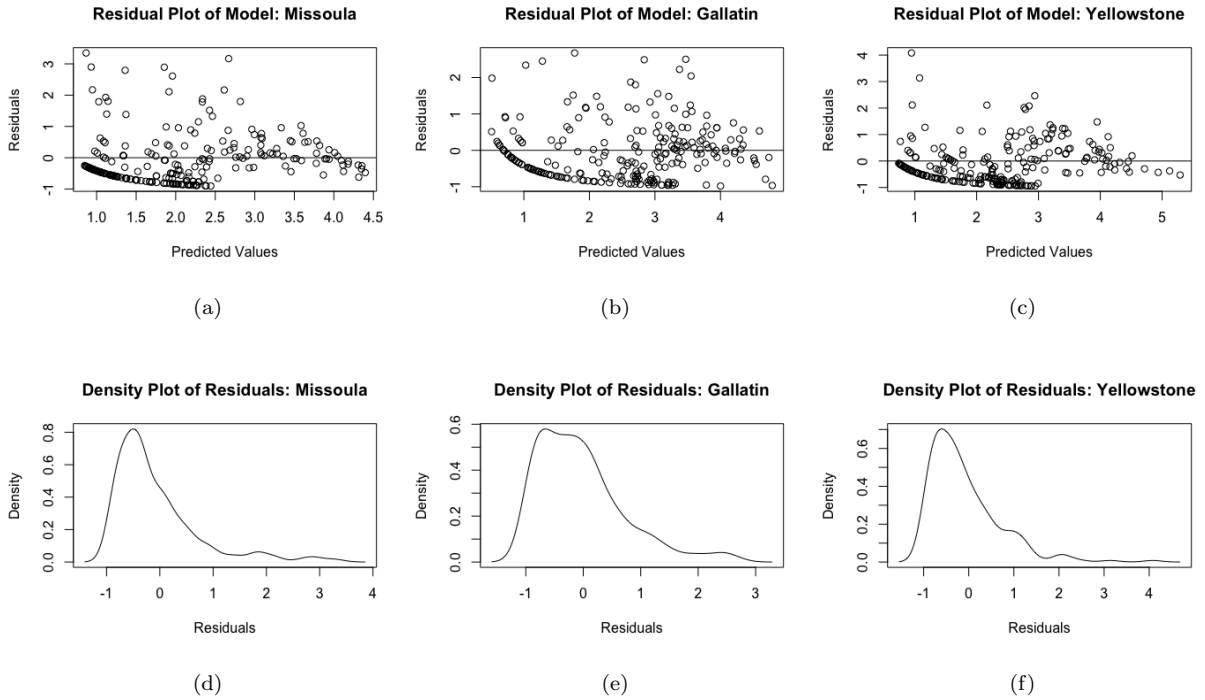 Residual Plot of Model: Missoula
Residuals
3
2
1
0
-1
1.0 1.5 2.0 2.5 3.0 3.5 4.0 4.5
Predicted Values
(a)
Residual Plot of Model: Gallatin
Residuals
2
1
0
-1
1 2 3 4
Predicted Values
(b)
Residual Plot of Model: Yellowstone
Residuals
4
3
2
1
0
-1
1 2 3 4 5
Predicted Values
(c)
Density Plot of Residuals: Missoula
Density
0.8
0.6
0.4
0.2
0.0
-1 0 1 2 3 4
Residuals
(d)
Density Plot of Residuals: Gallatin
Density
0.6
0.4
0.2
0.0
-1 0 1 2 3
Residuals
(e)
Density Plot of Residuals: Yellowstone
Density
0.6
0.4
0.2
0.0
-1 0 1 2 3 4
Residuals
(f)